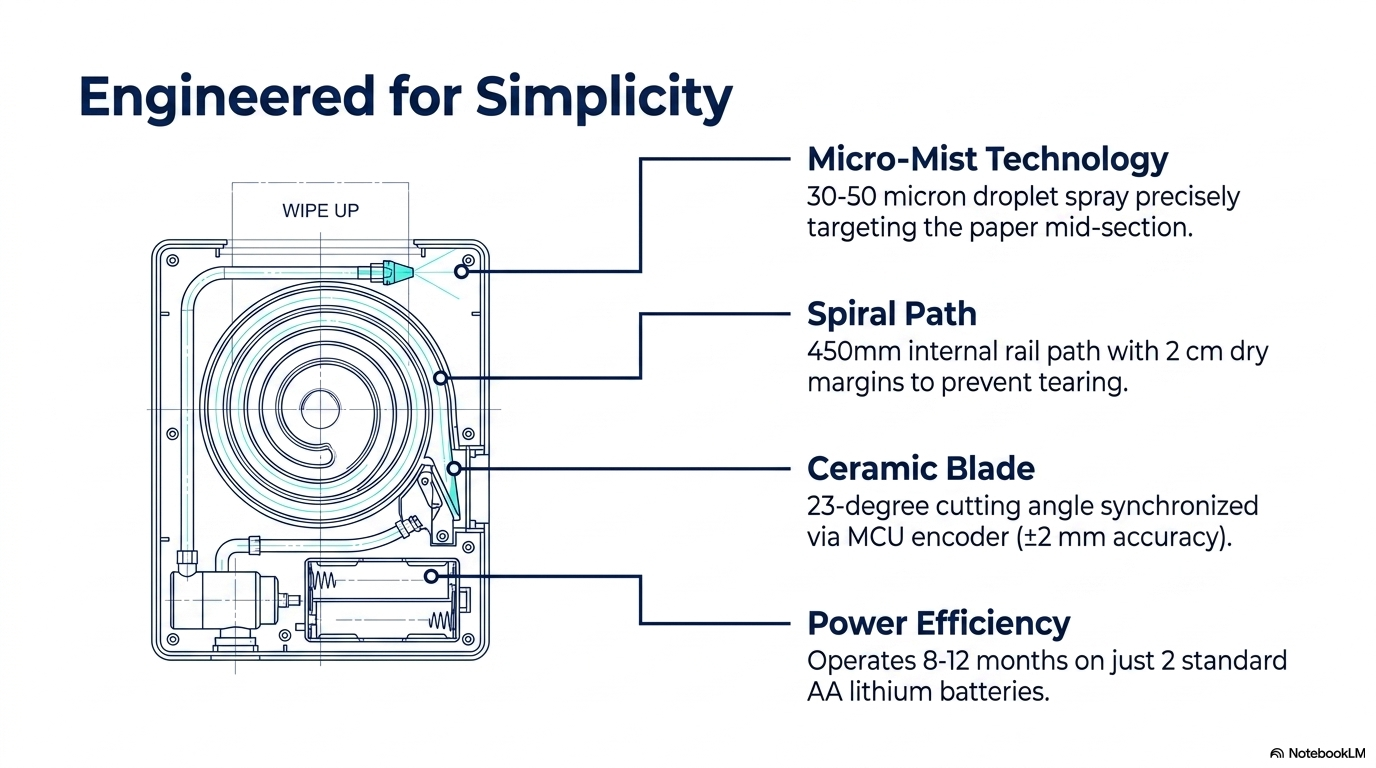 Engineered for Simplicity
WIPE UP
Micro-Mist Technology
30-50 micron droplet spray precisely
targeting the paper mid-section.
Spiral Path
450mm internal rail path with 2 cm dry
margins to prevent tearing.
Ceramic Blade
23-degree cutting angle synchronized
via MCU encoder (±2 mm accuracy).
Power Efficiency
Operates 8-12 months on just 2 standard
AA lithium batteries.
NotebookLM